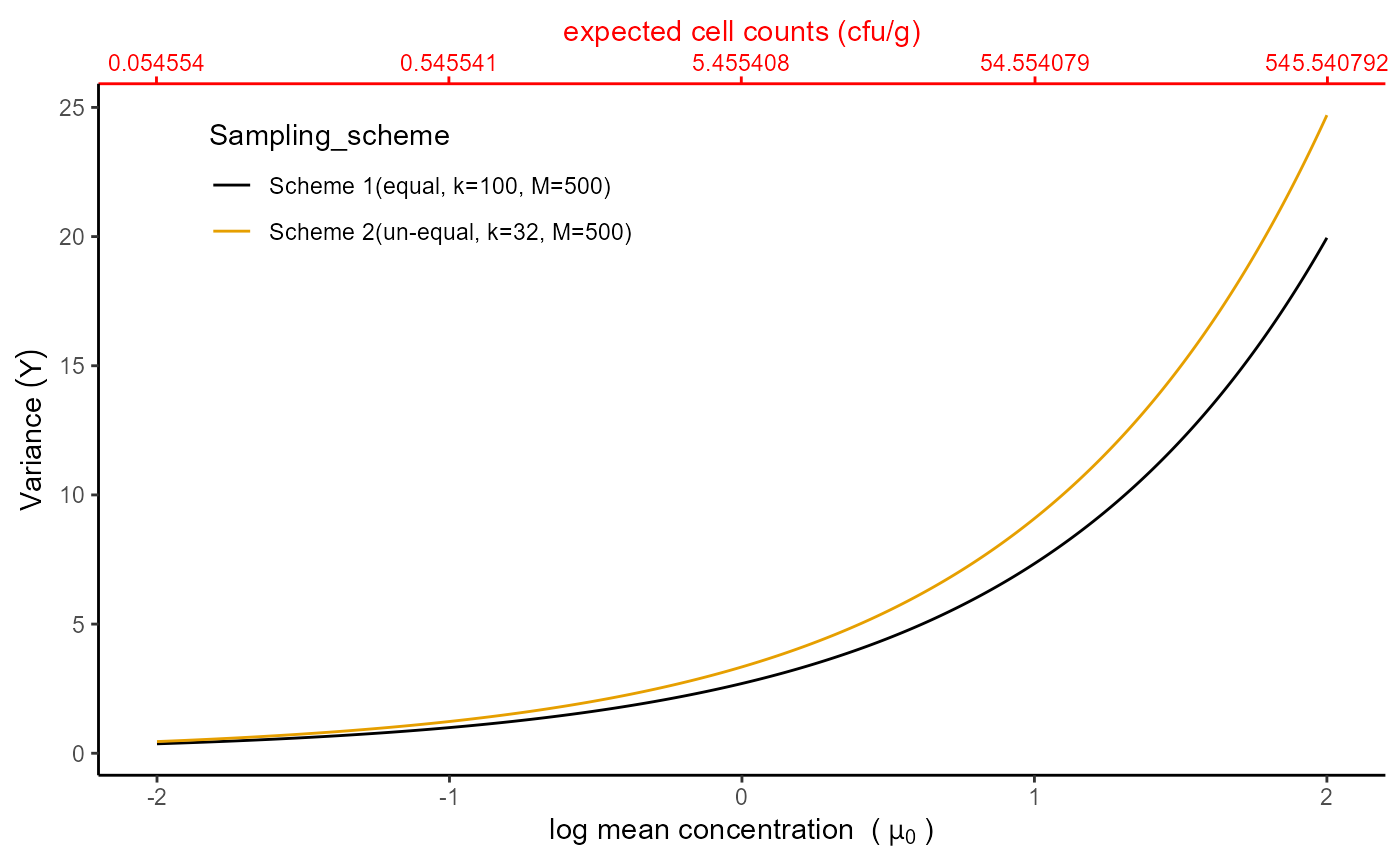 expected cell counts (cfu/g)
0.054554 0.545541 5.455408 54.554079 545.540792
25
Sampling_scheme
Scheme 1(equal, k=100, M=500)
Scheme 2(un-equal, k=32, M=500)
20
15
Variance (Y)
10
5
0
-2 -1 0 1 2
log mean concentration ( μ₀ )